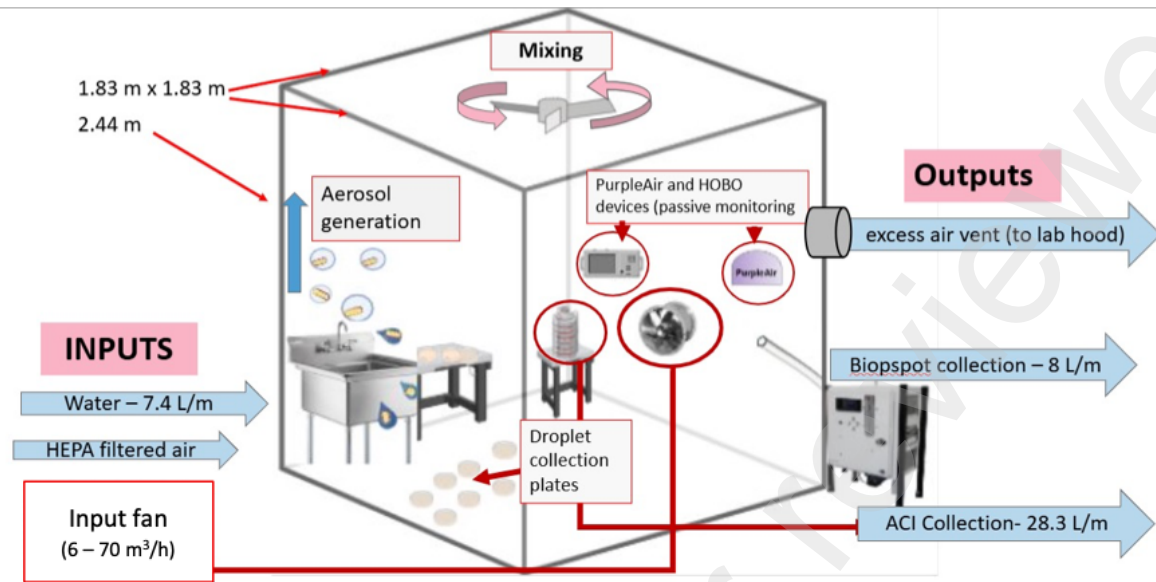 Mixing
1.83 m x 1.83 m
2.44 m
Aerosol
generation
PurpleAir and HOBO
devices (passive monitoring
PurpleAir
Outputs
excess air vent (to lab hood)
INPUTS
Water – 7.4 L/m
HEPA filtered air
Input fan
(6 – 70 m³/h)
Droplet
collection
plates
Biopspot collection – 8 L/m
ACI Collection- 28.3 L/m
review